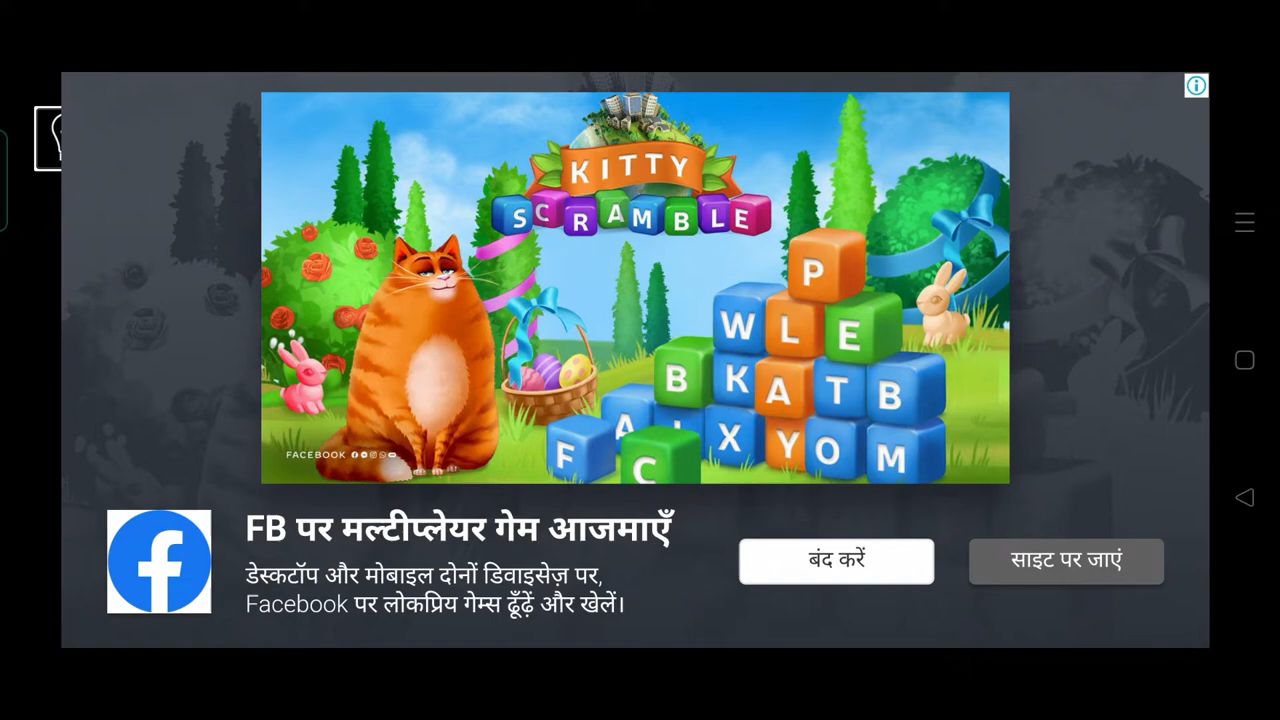 KITTY
SCRAMBLE
P
W L E
B K A T B
F A C X Y O M
FACEBOOK
FB पर मल्टीप्लेयर गेम आजमाएँ
डेस्कटॉप और मोबाइल दोनों डिवाइसेज़ पर,
Facebook पर लोकप्रिय गेम्स ढूँढ़ें और खेलें।
बंद करें
साइट पर जाएं